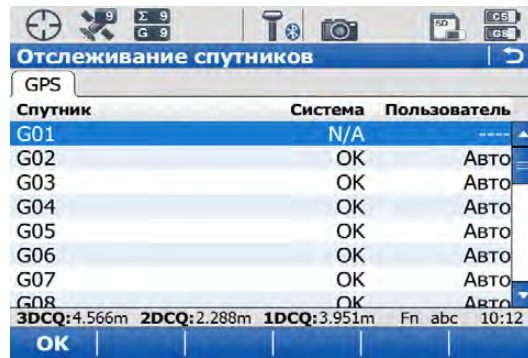 9 Σ 9 SD CS
G 9 GS
Отслеживание спутников
GPS
Спутник Система Пользователь
G01 N/A ----
G02 OK Авто
G03 OK Авто
G04 OK Авто
G05 OK Авто
G06 OK Авто
G07 OK Авто
G08 OK Авто
3DCQ:4.566m 2DCQ:2.288m 1DCQ:3.951m Fn abc 10:12
OK